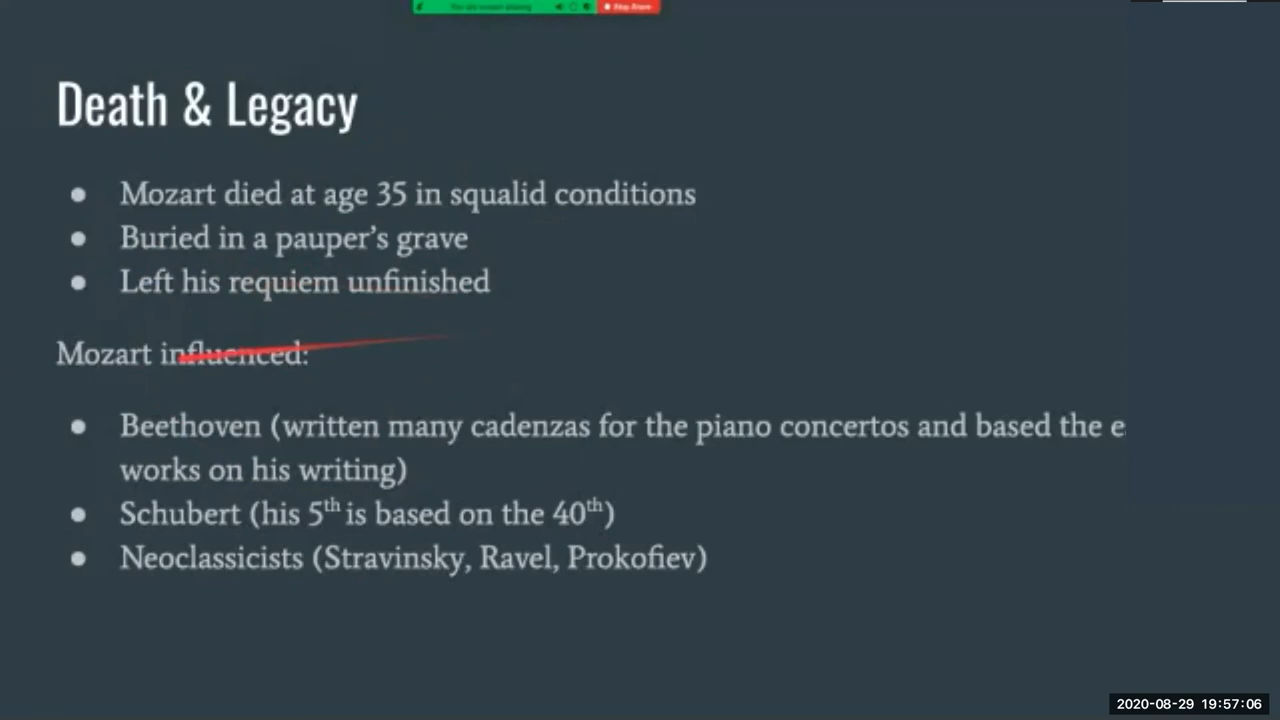 Stop Share
Death & Legacy
● Mozart died at age 35 in squalid conditions
● Buried in a pauper’s grave
● Left his requiem unfinished
Mozart influenced:
● Beethoven (written many cadenzas for the piano concertos and based the e
works on his writing)
● Schubert (his 5th is based on the 40th)
● Neoclassicists (Stravinsky, Ravel, Prokofiev)
2020-08-29 19:57:06